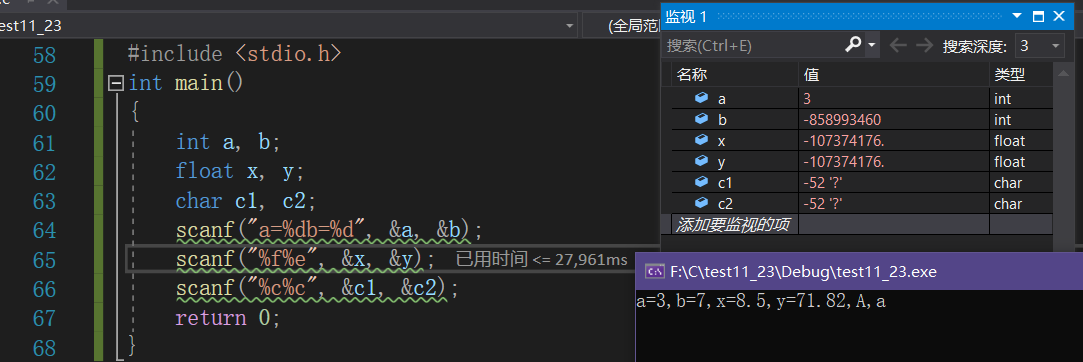 test11_23
(全局范围
58 #include <stdio.h>
59 int main()
60 {
61 int a, b;
62 float x, y;
63 char c1, c2;
64 scanf("a=%db=%d", &a, &b);
65 scanf("%f%e", &x, &y); 已用时间 <= 27,961ms
66 scanf("%c%c", &c1, &c2);
67 return 0;
68 }
监视 1
搜索(Ctrl+E) 搜索深度: 3
名称 值 类型
a 3 int
b -858993460 int
x -107374176. float
y -107374176. float
c1 -52 '?' char
c2 -52 '?' char
添加要监视的项
F:\C\test11_23\Debug\test11_23.exe
a=3,b=7,x=8.5,y=71.82,A,a